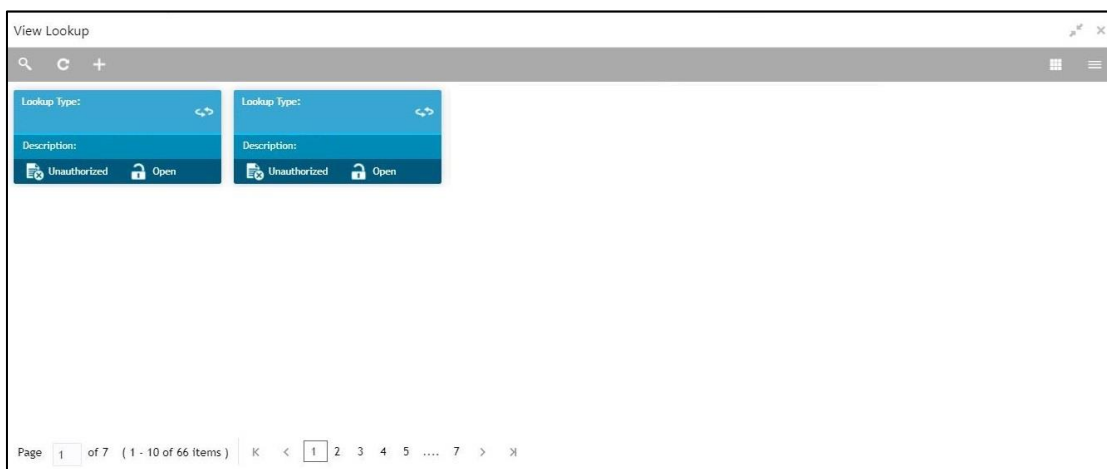 View Lookup
Lookup Type: Lookup Type:
Description: Description:
Unauthorized Open Unauthorized Open
Page 1 of 7 ( 1 - 10 of 66 items ) 1 2 3 4 5 .... 7